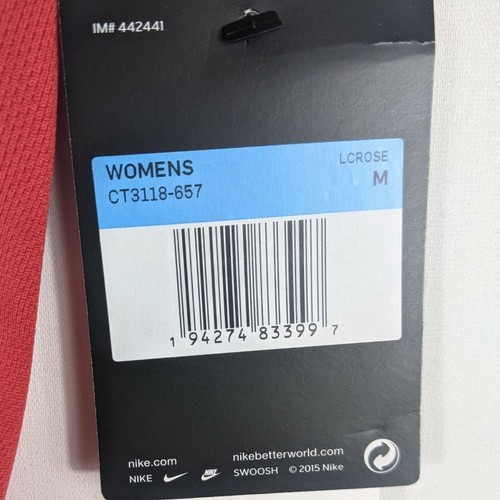 IM# 442441
WOMENS LCROSE
CT3118-657 M
1 94274 83399 7
nike.com nikebetterworld.com
NIKE SWOOSH © 2015 Nike